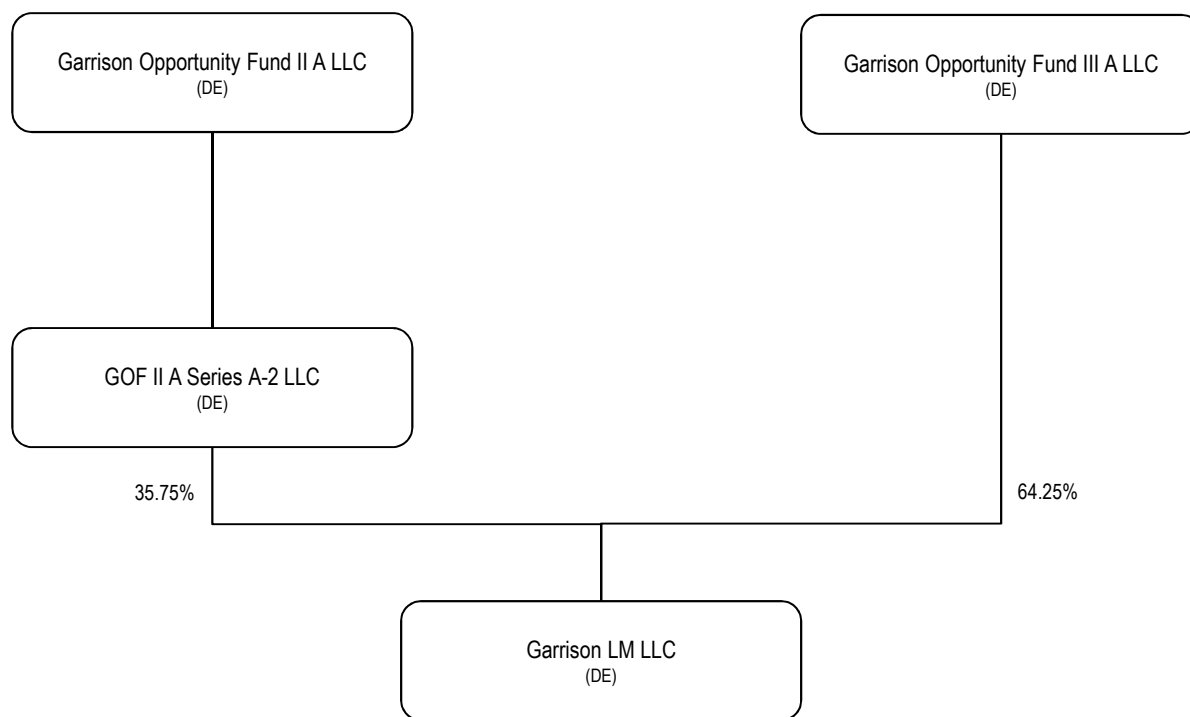 Garrison Opportunity Fund II A LLC
(DE)
Garrison Opportunity Fund III A LLC
(DE)
GOF II A Series A-2 LLC
(DE)
35.75%
64.25%
Garrison LM LLC
(DE)